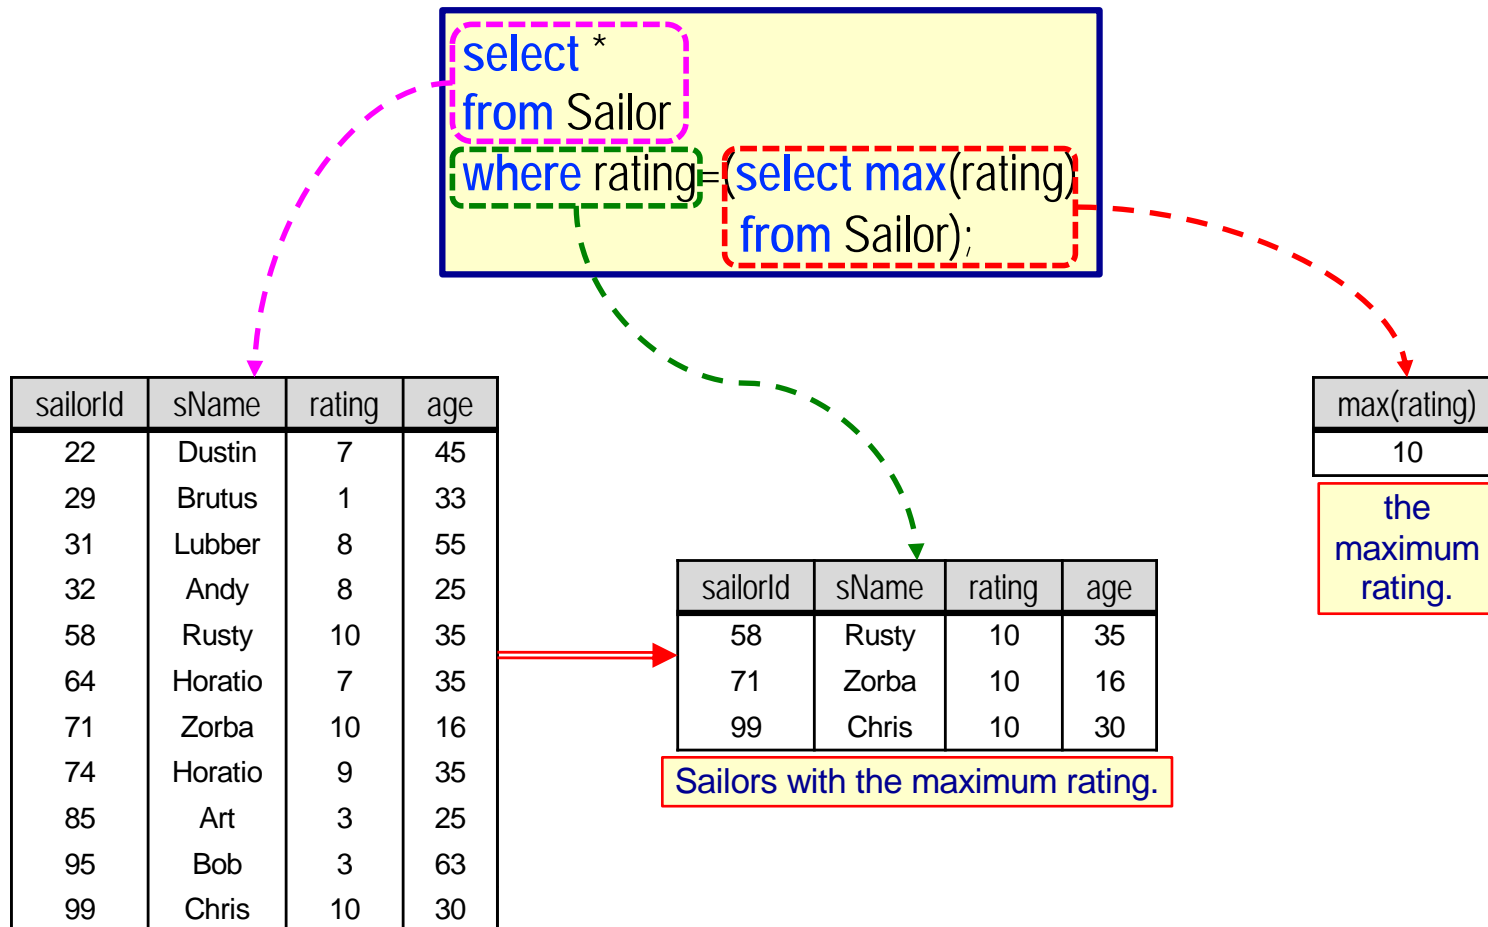 select *
from Sailor
where rating=(select max(rating)
from Sailor);
sailorId sName rating age
22 Dustin 7 45
29 Brutus 1 33
31 Lubber 8 55
32 Andy 8 25
58 Rusty 10 35
64 Horatio 7 35
71 Zorba 10 16
74 Horatio 9 35
85 Art 3 25
95 Bob 3 63
99 Chris 10 30
sailorId sName rating age
58 Rusty 10 35
71 Zorba 10 16
99 Chris 10 30
Sailors with the maximum rating.
max(rating)
10
the
maximum
rating.